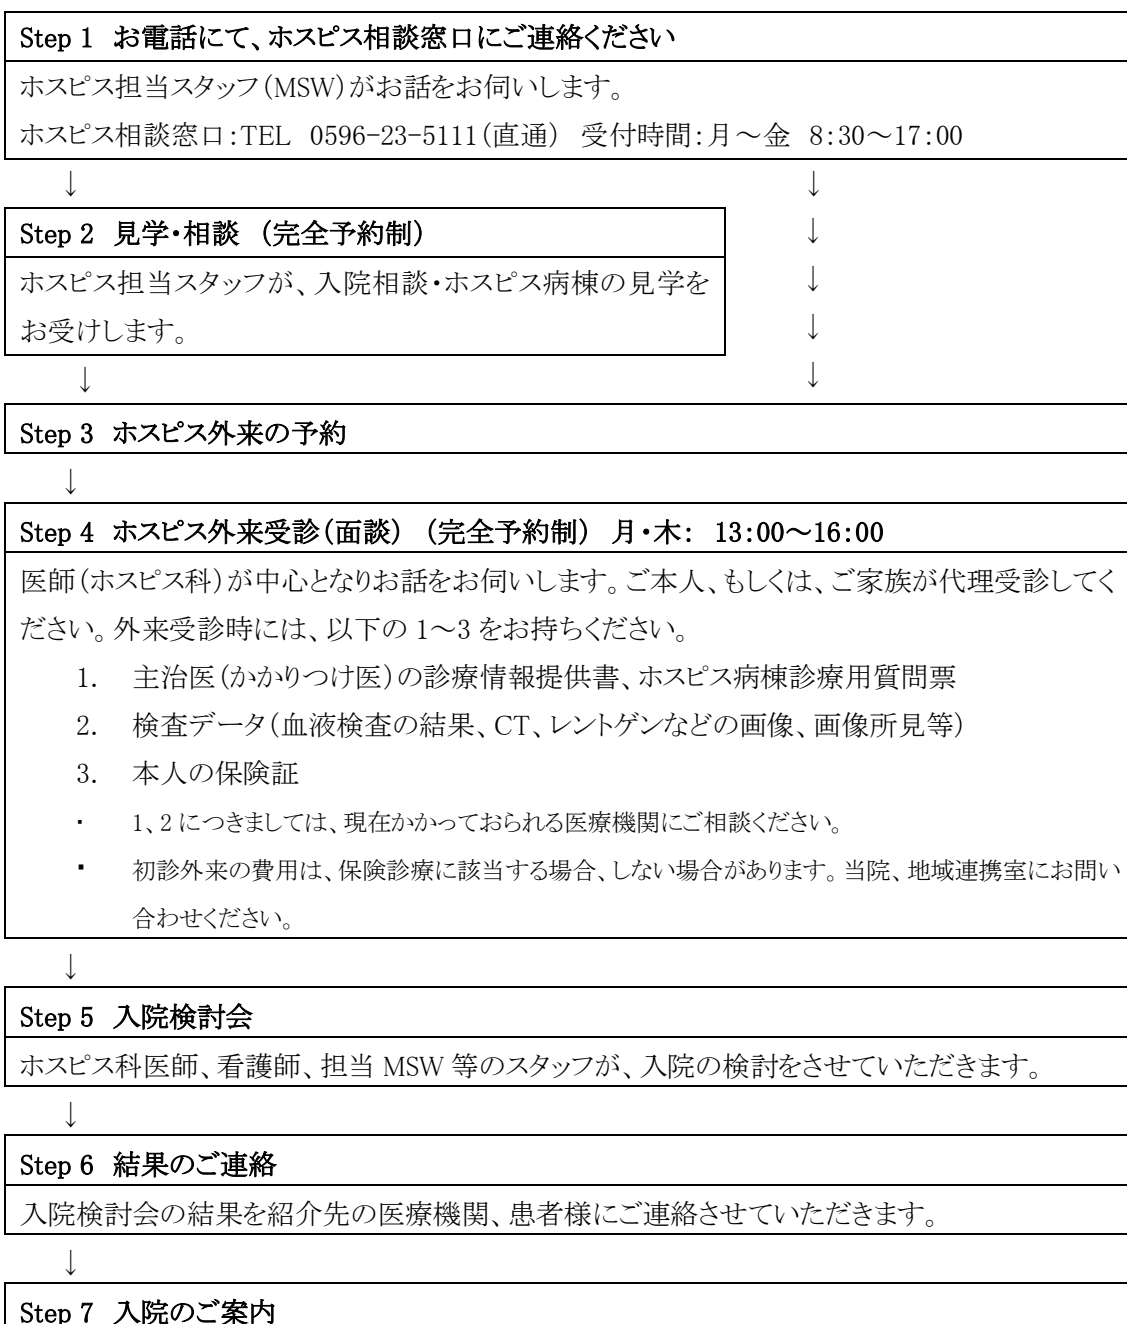 Step 1 お電話にて、ホスピス相談窓口にご連絡ください
ホスピス担当スタッフ(MSW)がお話をお伺いします。
ホスピス相談窓口:TEL 0596-23-5111(直通) 受付時間:月～金 8:30～17:00
↓ ↓
Step 2 見学・相談 (完全予約制) ↓
ホスピス担当スタッフが、入院相談・ホスピス病棟の見学を ↓
お受けします。 ↓
↓ ↓
Step 3 ホスピス外来の予約
↓
Step 4 ホスピス外来受診(面談) (完全予約制) 月・木: 13:00～16:00
医師(ホスピス科)が中心となりお話をお伺いします。ご本人、もしくは、ご家族が代理受診してく
ださい。外来受診時には、以下の 1～3 をお持ちください。
1. 主治医(かかりつけ医)の診療情報提供書、ホスピス病棟診療用質問票
2. 検査データ(血液検査の結果、CT、レントゲンなどの画像、画像所見等)
3. 本人の保険証
・ 1、2 につきましては、現在かかっておられる医療機関にご相談ください。
・ 初診外来の費用は、保険診療に該当する場合、しない場合があります。当院、地域連携室にお問い
合わせください。
↓
Step 5 入院検討会
ホスピス科医師、看護師、担当 MSW 等のスタッフが、入院の検討をさせていただきます。
↓
Step 6 結果のご連絡
入院検討会の結果を紹介先の医療機関、患者様にご連絡させていただきます。
↓
Step 7 入院のご案内